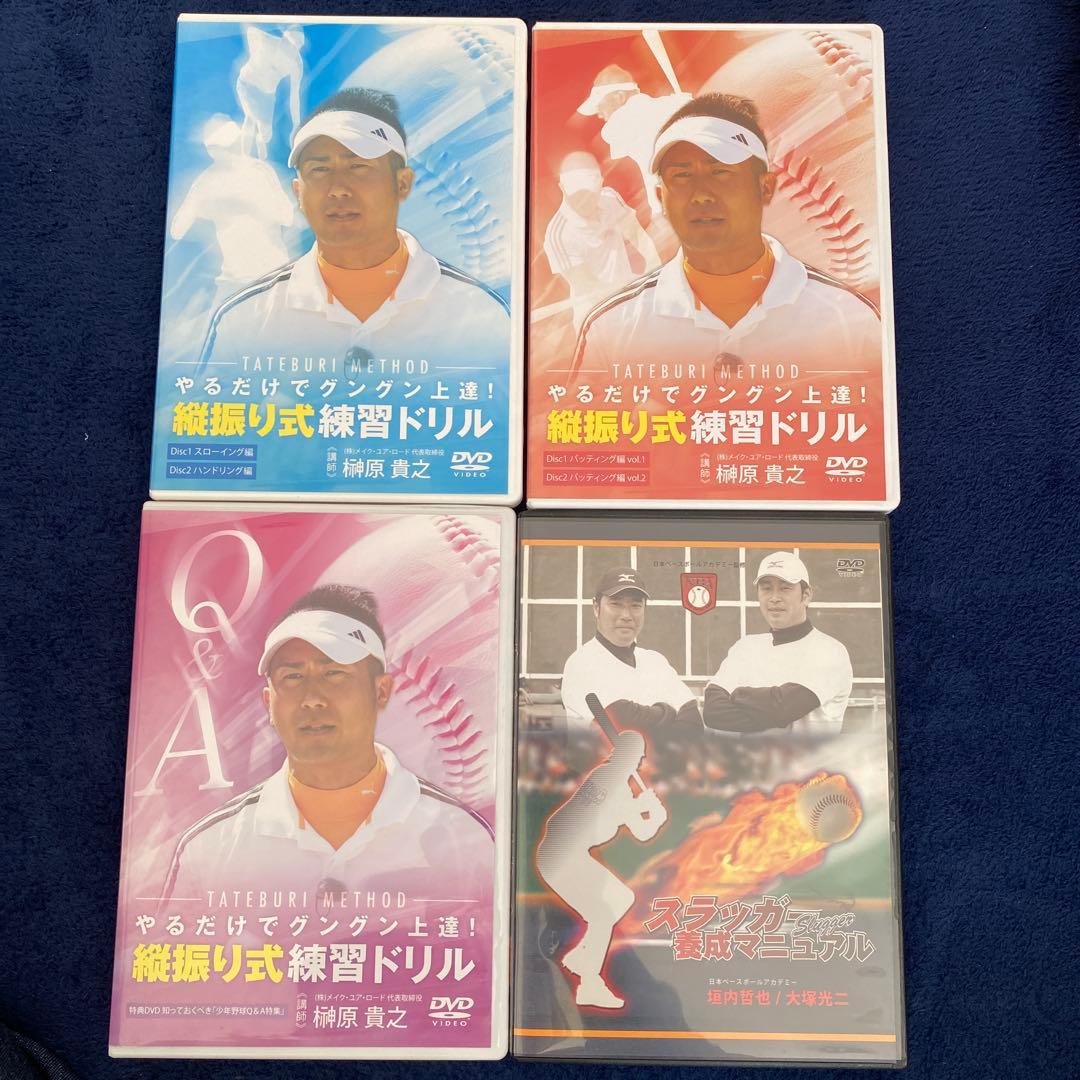 TATEBURI METHOD
やるだけでグングン上達!
縦振り式練習ドリル
Disc1 スローイング編
Disc2 ハンドリング編
《講師》
(株)メイク・ユア・ロード 代表取締役
榊原 貴之
DVD
VIDEO
TATEBURI METHOD
やるだけでグングン上達!
縦振り式練習ドリル
Disc1 バッティング編 vol.1
Disc2 バッティング編 vol.2
《講師》
(株)メイク・ユア・ロード 代表取締役
榊原 貴之
DVD
VIDEO
Q
&
A
TATEBURI METHOD
やるだけでグングン上達!
縦振り式練習ドリル
特典DVD 知っておくべき「少年野球Q&A特集」
《講師》
(株)メイク・ユア・ロード 代表取締役
榊原 貴之
DVD
VIDEO
日本ベースボールアカデミー監修
DVD
VIDEO
スラッガー
Slugger
養成マニュアル
日本ベースボールアカデミー
垣内哲也 / 大塚光二